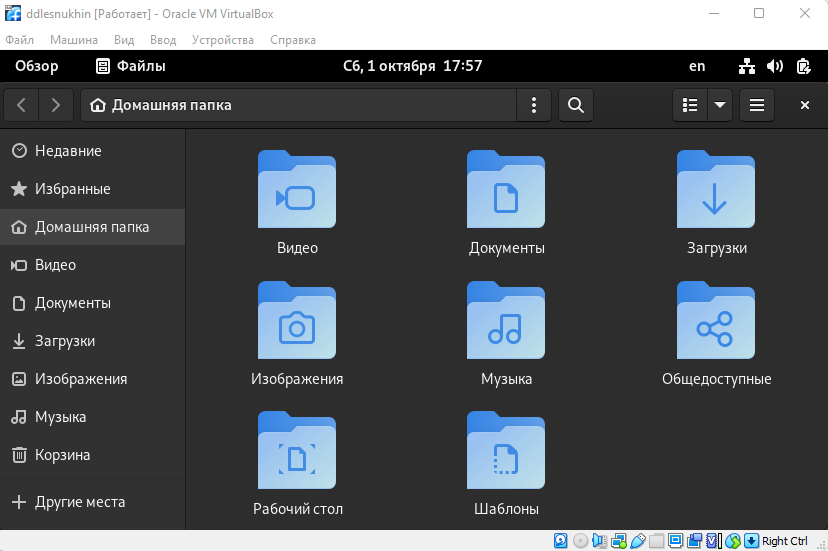 ddlesnukhin [Работает] - Oracle VM VirtualBox
Файл Машина Вид Ввод Устройства Справка
Обзор Файлы Сб, 1 октября 17:57 en
Домашняя папка
Недавние
Избранные
Домашняя папка
Видео
Документы
Загрузки
Изображения
Музыка
Корзина
Другие места
Видео Документы Загрузки
Изображения Музыка Общедоступные
Рабочий стол Шаблоны
Right Ctrl